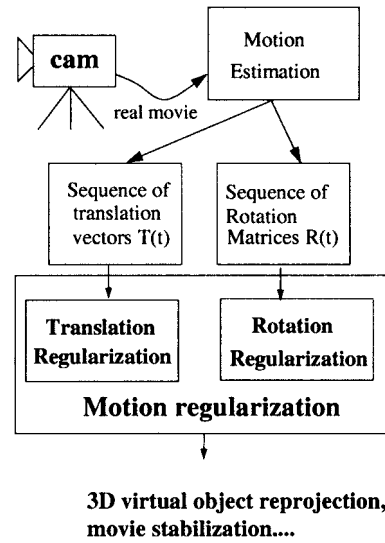 cam
Motion
Estimation
real movie
Sequence of
translation
vectors T(t)
Sequence of
Rotation
Matrices R(t)
Translation
Regularization
Rotation
Regularization
Motion regularization
3D virtual object reprojection,
movie stabilization....